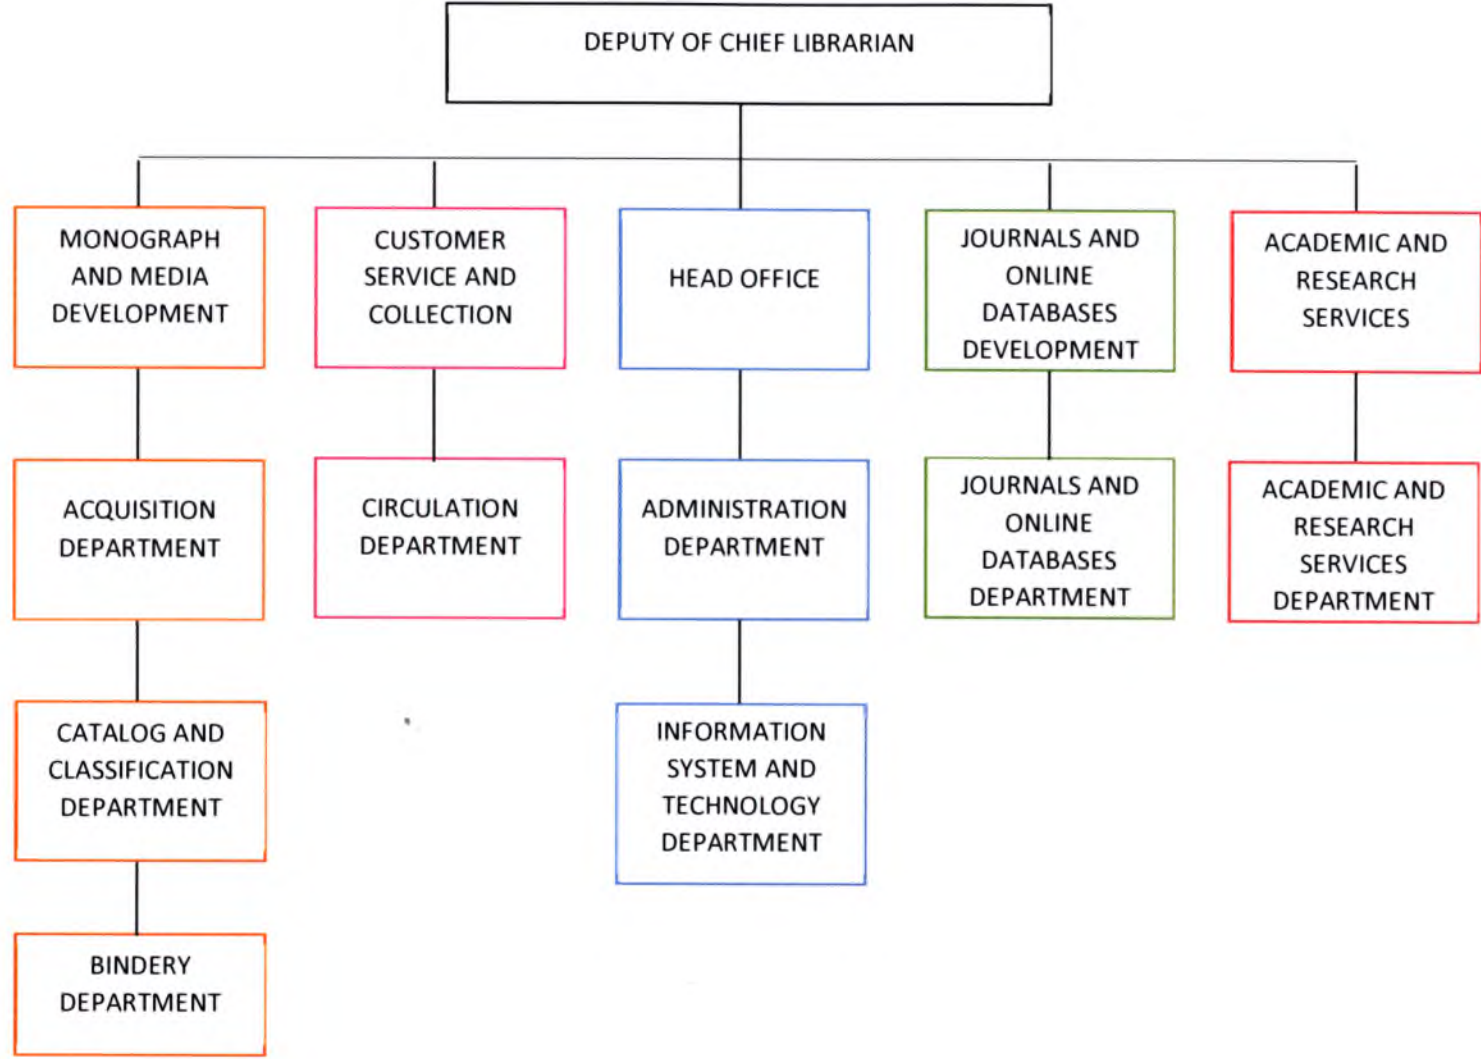 DEPUTY OF CHIEF LIBRARIAN
MONOGRAPH
AND MEDIA
DEVELOPMENT
CUSTOMER
SERVICE AND
COLLECTION
HEAD OFFICE
JOURNALS AND
ONLINE
DATABASES
DEVELOPMENT
ACADEMIC AND
RESEARCH
SERVICES
ACQUISITION
DEPARTMENT
CIRCULATION
DEPARTMENT
ADMINISTRATION
DEPARTMENT
JOURNALS AND
ONLINE
DATABASES
DEPARTMENT
ACADEMIC AND
RESEARCH
SERVICES
DEPARTMENT
CATALOG AND
CLASSIFICATION
DEPARTMENT
INFORMATION
SYSTEM AND
TECHNOLOGY
DEPARTMENT
BINDERY
DEPARTMENT